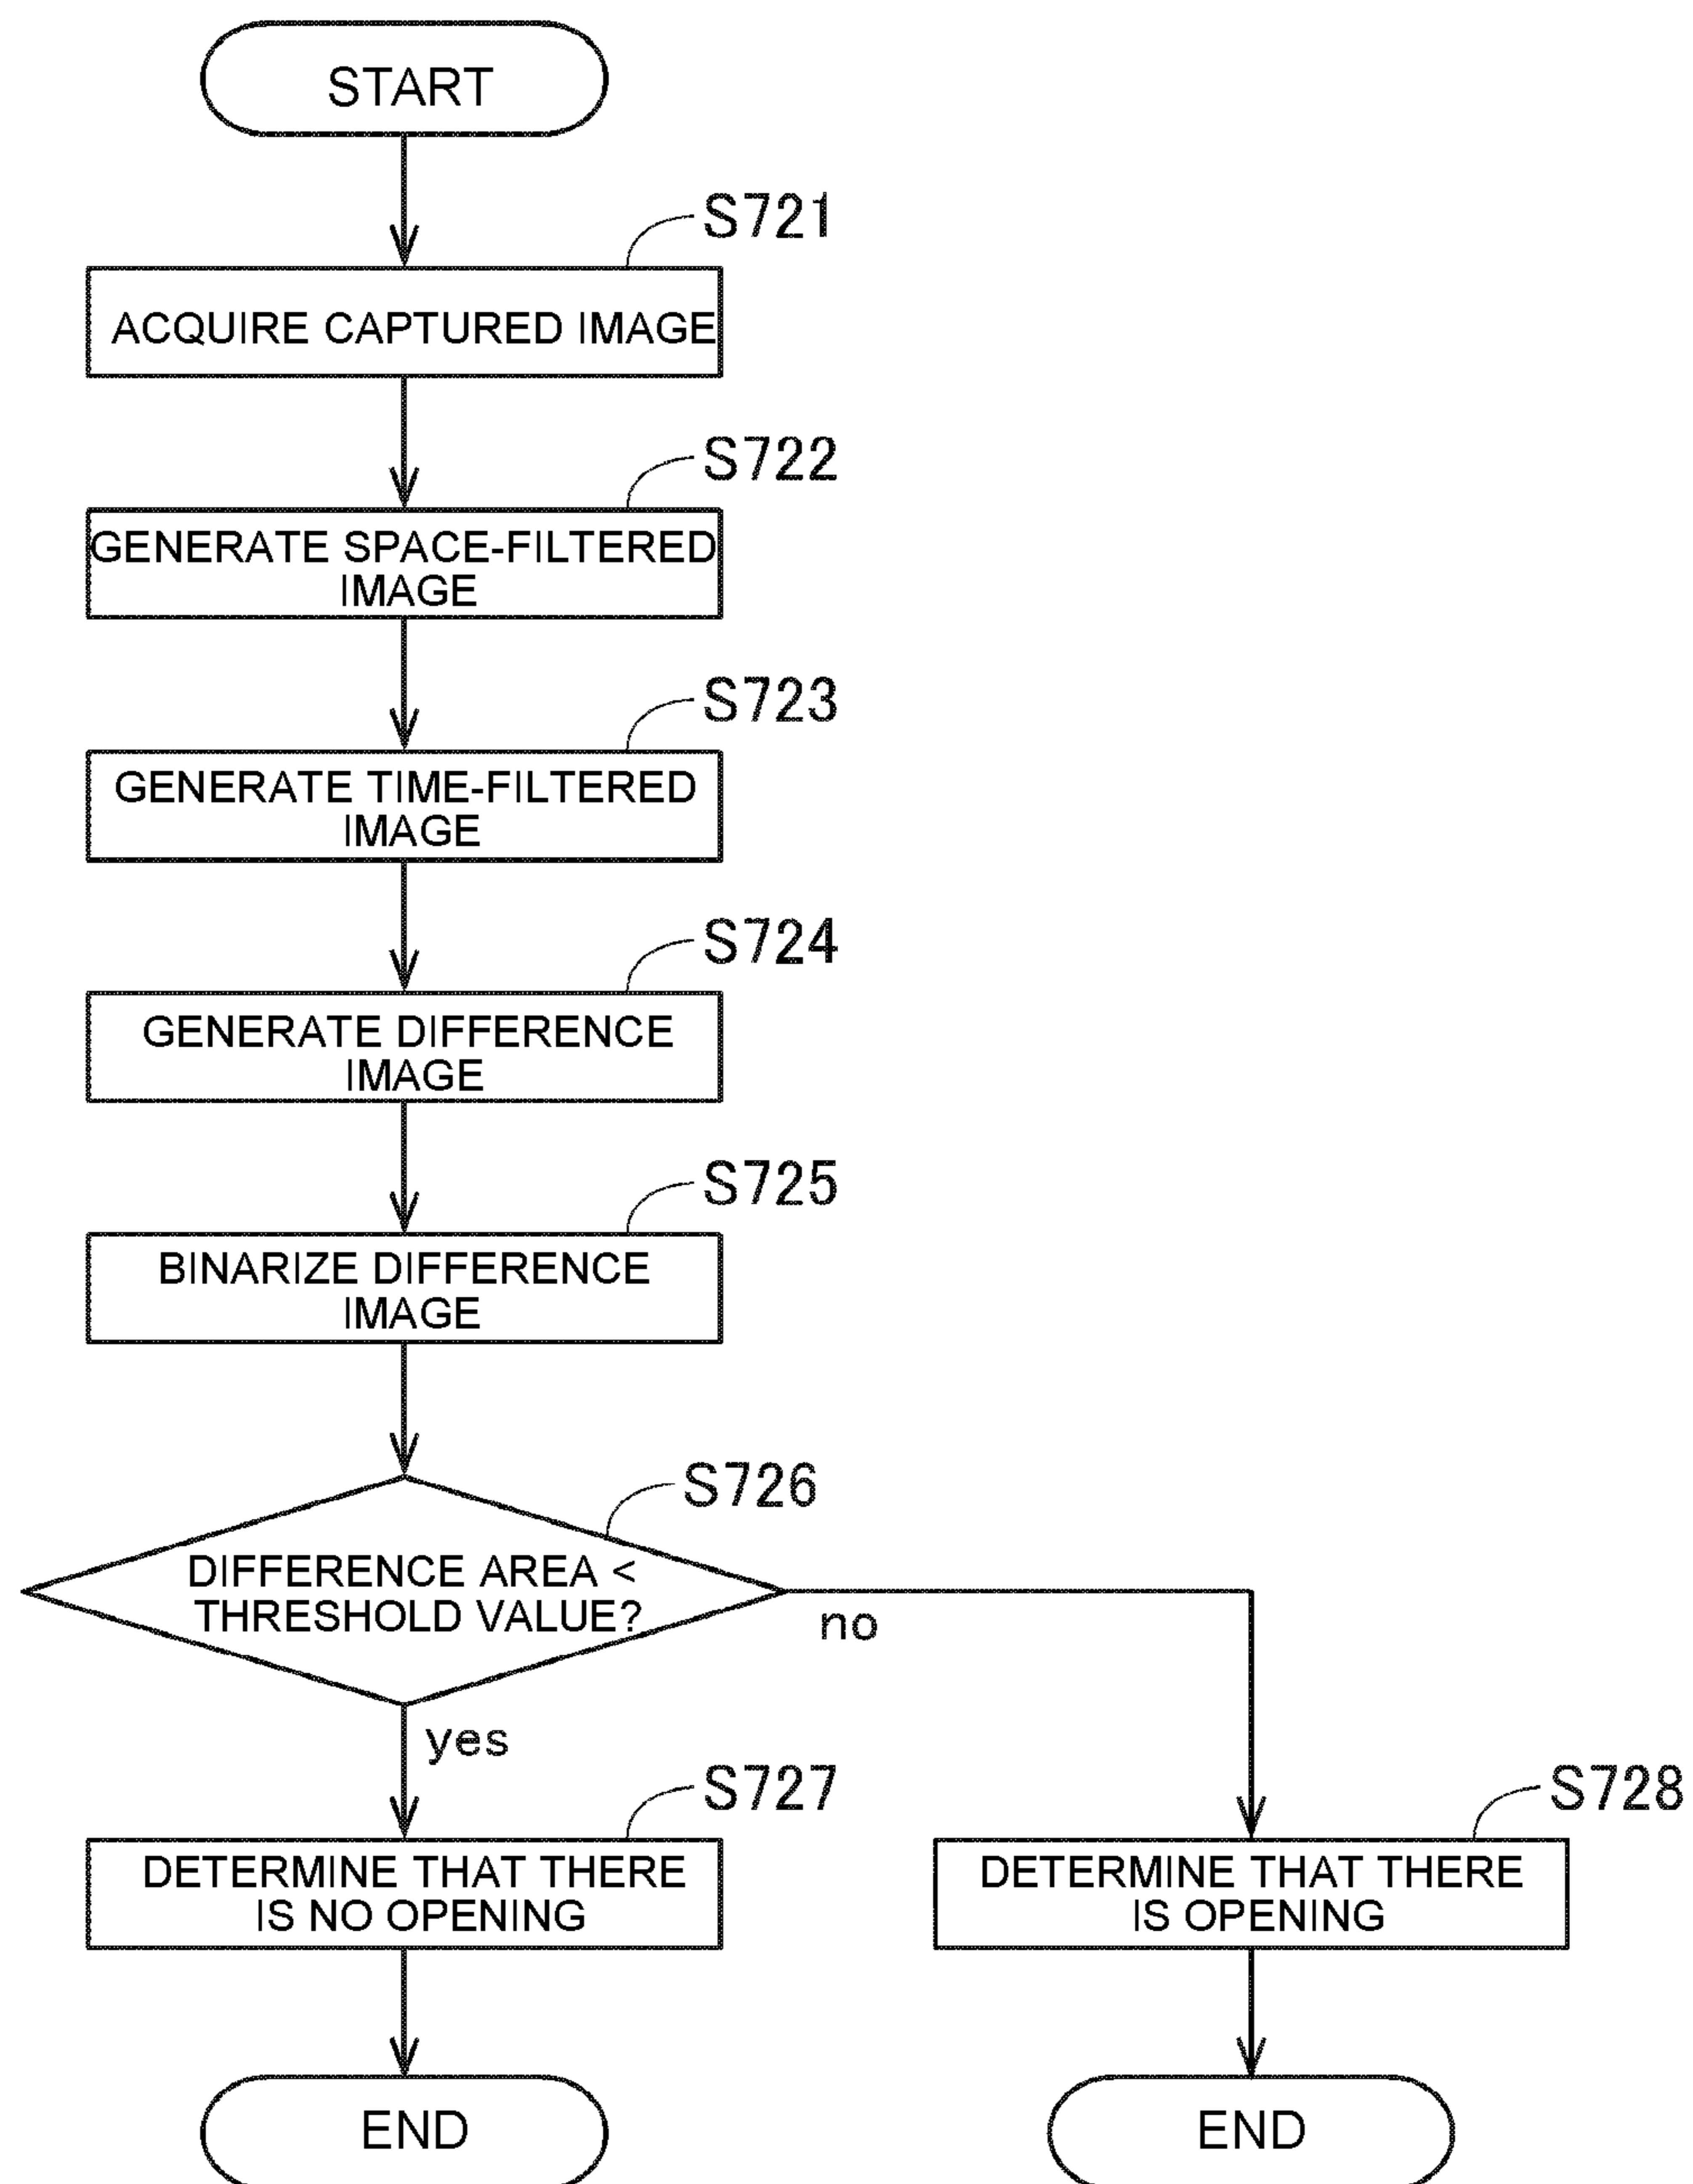 START
S721
ACQUIRE CAPTURED IMAGE
S722
GENERATE SPACE-FILTERED
IMAGE
S723
GENERATE TIME-FILTERED
IMAGE
S724
GENERATE DIFFERENCE
IMAGE
S725
BINARIZE DIFFERENCE
IMAGE
S726
DIFFERENCE AREA <
THRESHOLD VALUE?
no
yes
S727
DETERMINE THAT THERE
IS NO OPENING
S728
DETERMINE THAT THERE
IS OPENING
END
END